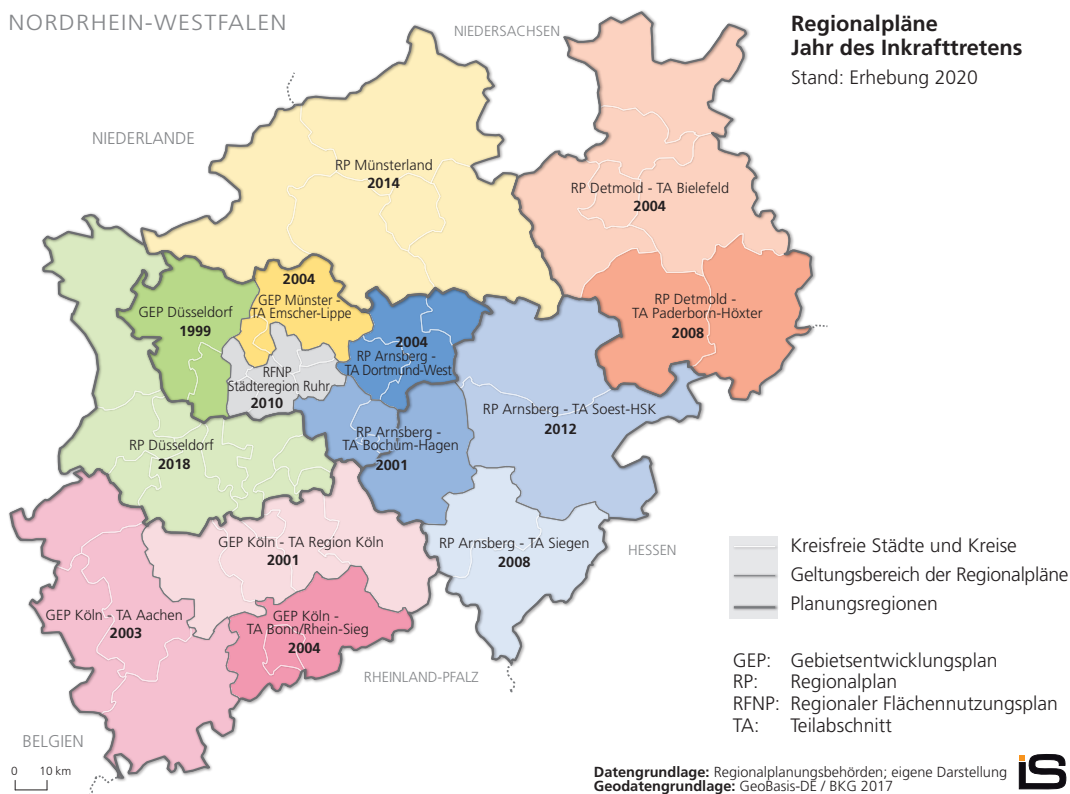 NORDRHEIN-WESTFALEN
Regionalpläne
Jahr des Inkrafttretens
Stand: Erhebung 2020
NIEDERSACHSEN
NIEDERLANDE
RP Münsterland
2014
RP Detmold - TA Bielefeld
2004
2004
GEP Münster -
TA Emscher-Lippe
GEP Düsseldorf
1999
RP Detmold -
TA Paderborn-Höxter
2008
2004
RP Arnsberg -
TA Dortmund-West
RFNP
Städteregion Ruhr
2010
RP Arnsberg - TA Soest-HSK
2012
RP Arnsberg -
TA Bochum-Hagen
2001
RP Düsseldorf
2018
GEP Köln - TA Region Köln
2001
RP Arnsberg - TA Siegen
2008
HESSEN
GEP Köln - TA Aachen
2003
GEP Köln -
TA Bonn/Rhein-Sieg
2004
RHEINLAND-PFALZ
BELGIEN
0 10 km
Kreisfreie Städte und Kreise
Geltungsbereich der Regionalpläne
Planungsregionen
GEP: Gebietsentwicklungsplan
RP: Regionalplan
RFNP: Regionaler Flächennutzungsplan
TA: Teilabschnitt
Datengrundlage: Regionalplanungsbehörden; eigene Darstellung
Geodatengrundlage: GeoBasis-DE / BKG 2017
iS